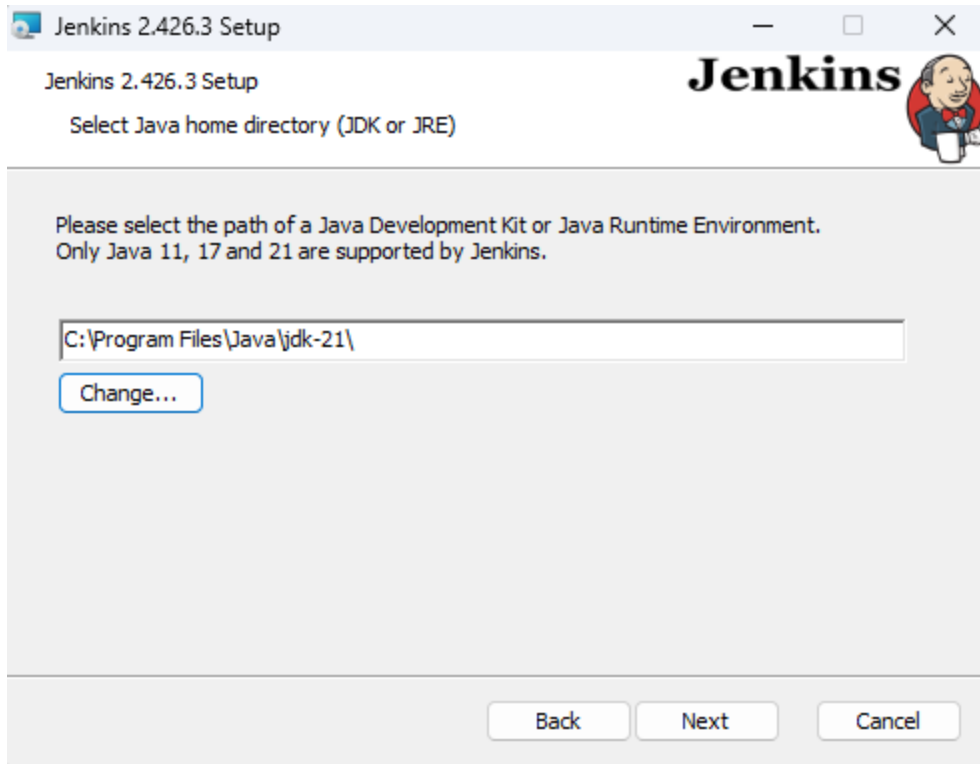 Jenkins 2.426.3 Setup
Jenkins 2.426.3 Setup
Jenkins
Select Java home directory (JDK or JRE)
Please select the path of a Java Development Kit or Java Runtime Environment.
Only Java 11, 17 and 21 are supported by Jenkins.
C:\Program Files\Java\jdk-21\
Change...
Back Next Cancel